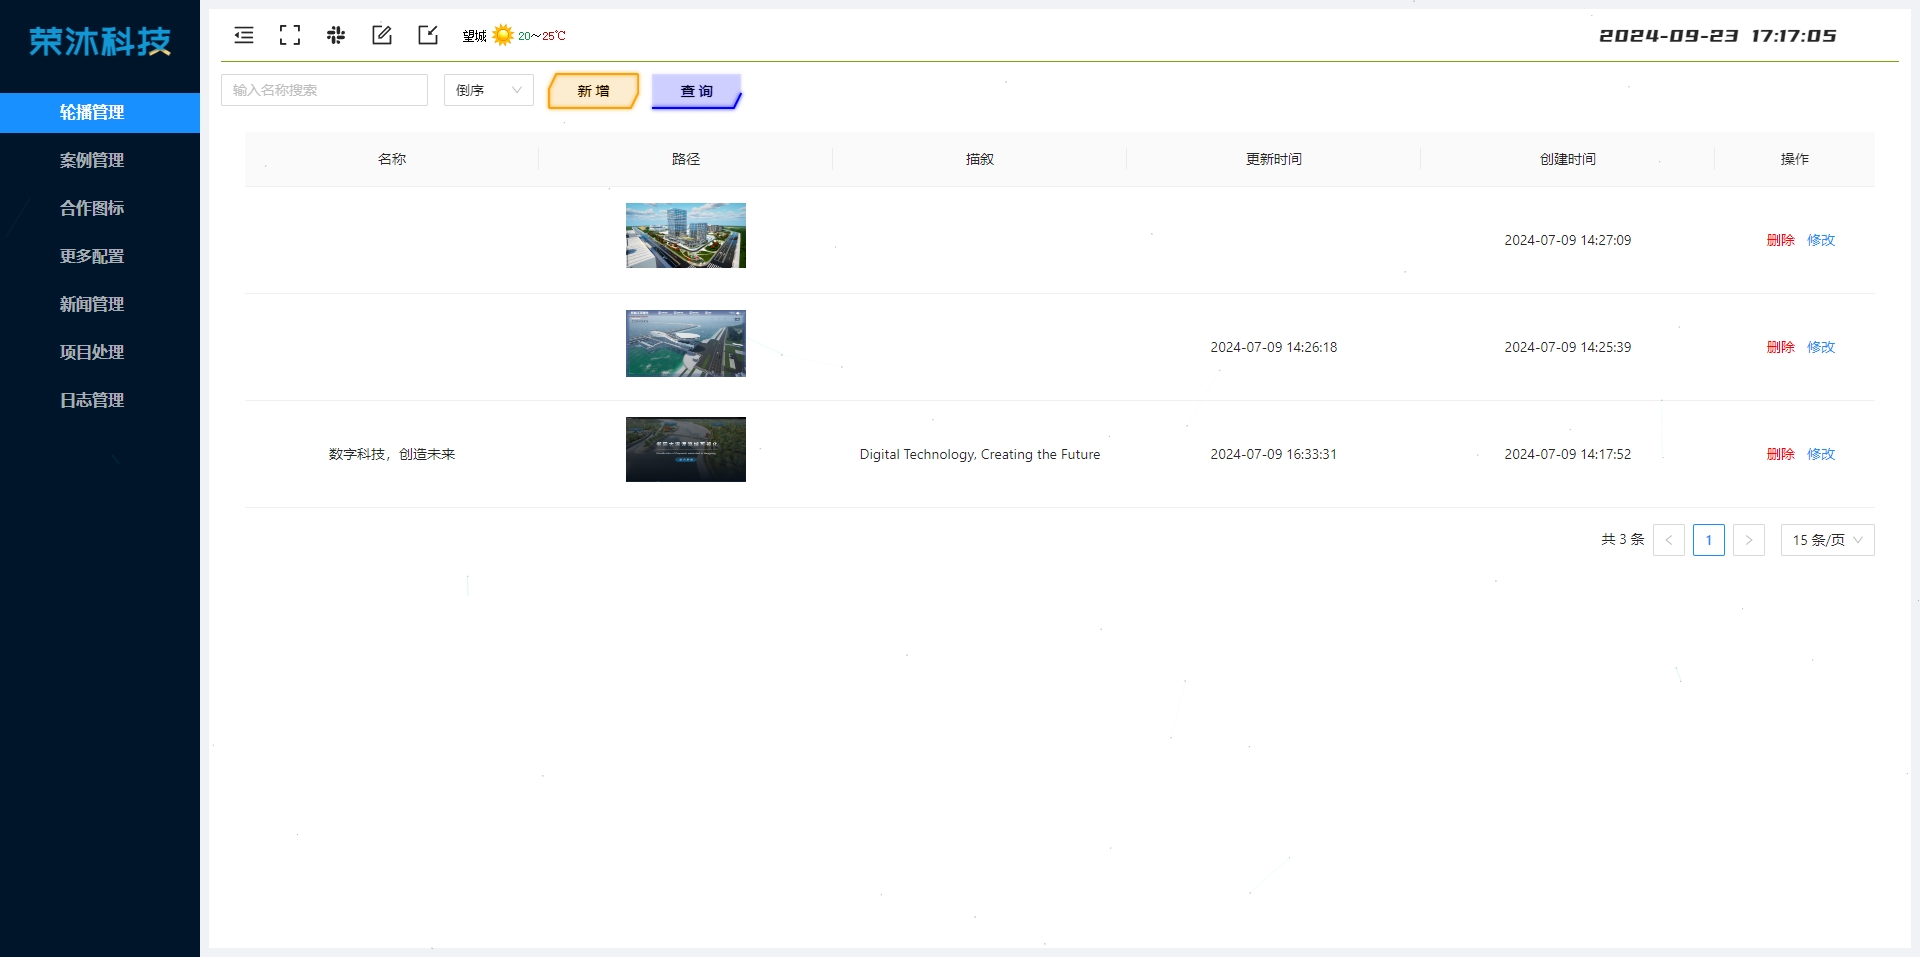 荣沐科技
望城 20~25℃
2024-09-23 17:17:05
轮播管理
案例管理
合作图标
更多配置
新闻管理
项目处理
日志管理
输入名称搜索 倒序 新 增 查 询
名称 路径 描叙 更新时间 创建时间 操作
2024-07-09 14:27:09 删除 修改
2024-07-09 14:26:18 2024-07-09 14:25:39 删除 修改
数字科技，创造未来 Digital Technology, Creating the Future 2024-07-09 16:33:31 2024-07-09 14:17:52 删除 修改
共 3 条 1 15 条/页